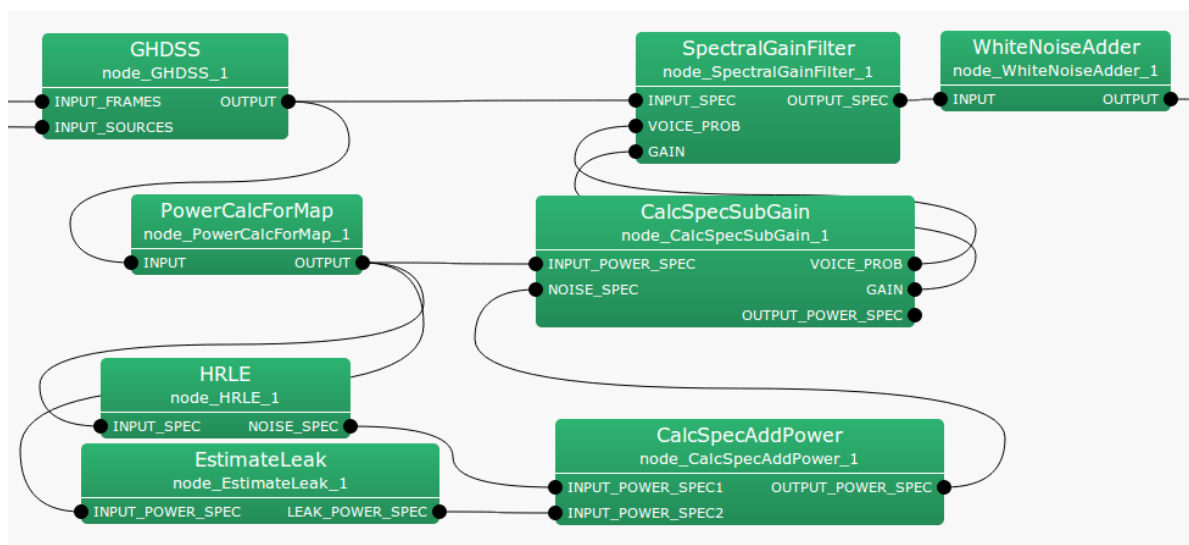 GHDSS
node_GHDSS_1
INPUT_FRAMES OUTPUT
INPUT_SOURCES
SpectralGainFilter
node_SpectralGainFilter_1
INPUT_SPEC OUTPUT_SPEC
VOICE_PROB
GAIN
WhiteNoiseAdder
node_WhiteNoiseAdder_1
INPUT OUTPUT
PowerCalcForMap
node_PowerCalcForMap_1
INPUT OUTPUT
CalcSpecSubGain
node_CalcSpecSubGain_1
INPUT_POWER_SPEC VOICE_PROB
NOISE_SPEC GAIN
OUTPUT_POWER_SPEC
HRLE
node_HRLE_1
INPUT_SPEC NOISE_SPEC
EstimateLeak
node_EstimateLeak_1
INPUT_POWER_SPEC LEAK_POWER_SPEC
CalcSpecAddPower
node_CalcSpecAddPower_1
INPUT_POWER_SPEC1 OUTPUT_POWER_SPEC
INPUT_POWER_SPEC2